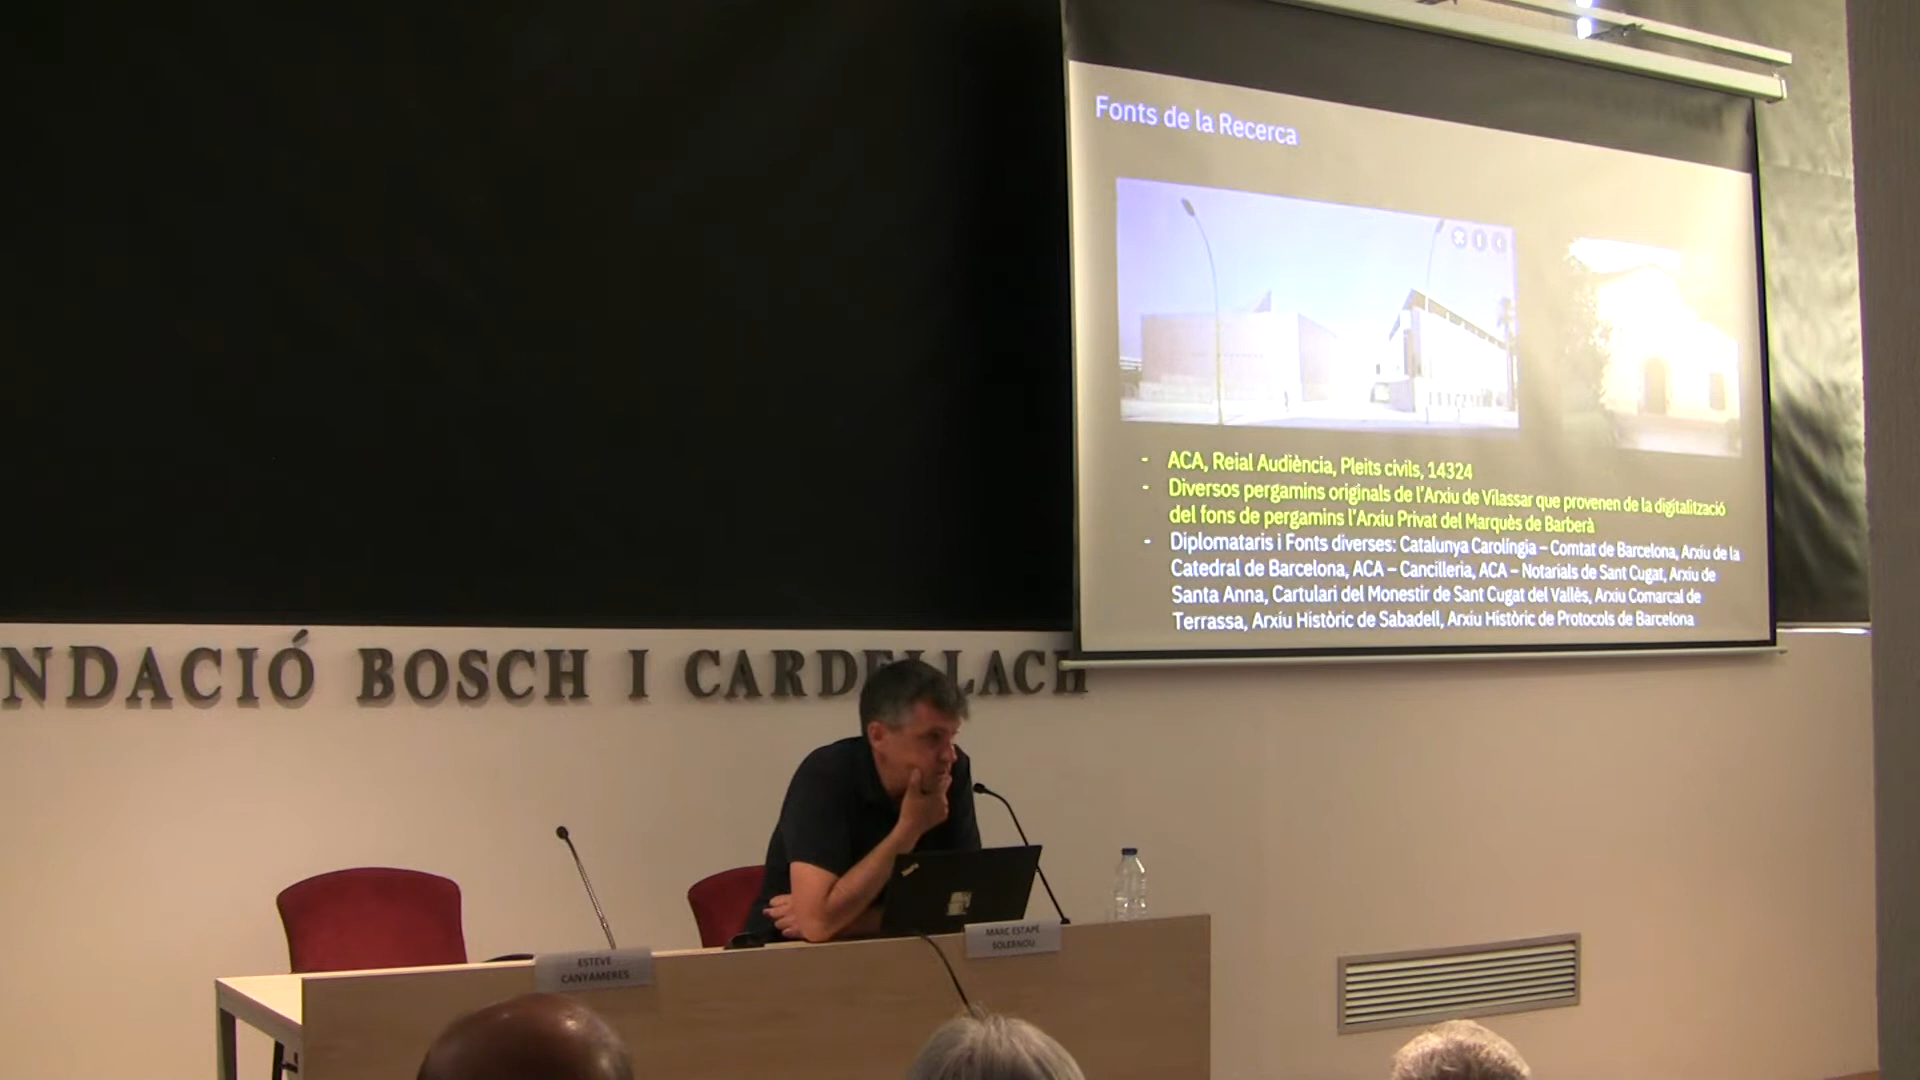 Fonts de la Recerca
- ACA, Reial Audiència, Pleits civils, 14324
- Diversos pergamins originals de l'Arxiu de Vilassar que provenen de la digitalització
del fons de pergamins l'Arxiu Privat del Marquès de Barberà
- Diplomataris i Fonts diverses: Catalunya Carolíngia – Comtat de Barcelona, Arxiu de la
Catedral de Barcelona, ACA – Cancilleria, ACA – Notarials de Sant Cugat, Arxiu de
Santa Anna, Cartulari del Monestir de Sant Cugat del Vallès, Arxiu Comarcal de
Terrassa, Arxiu Històric de Sabadell, Arxiu Històric de Protocols de Barcelona
NDACIÓ BOSCH I CARDELLACH
MARC ESTAPÉ
SOLERNOU
ESTEVE
CANYAMERES